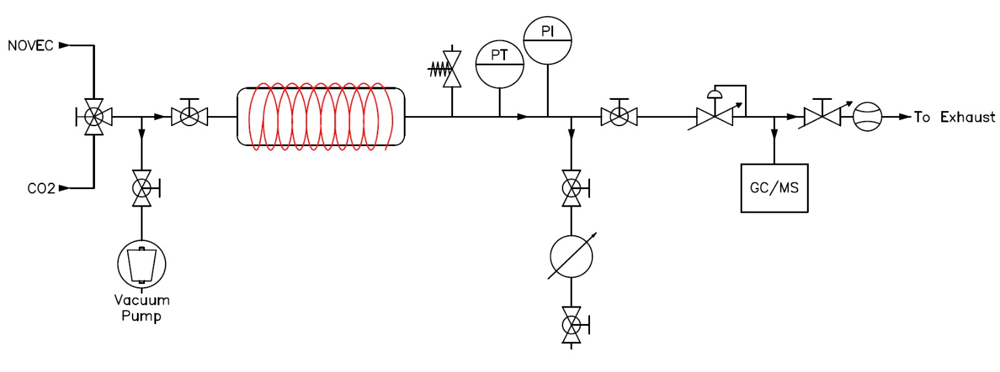 NOVEC
CO2
Vacuum
Pump
PT
PI
GC/MS
To Exhaust